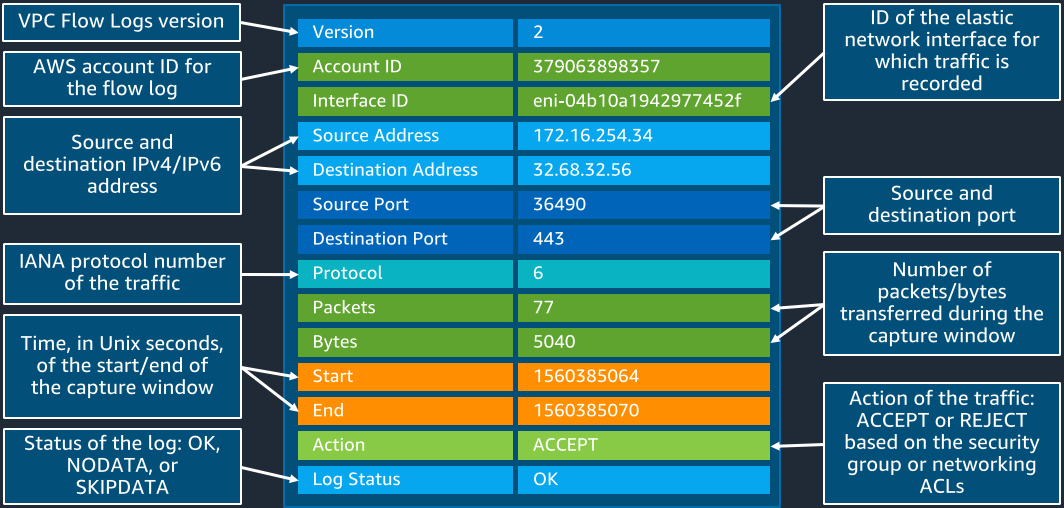 VPC Flow Logs version
AWS account ID for
the flow log
Source and
destination IPv4/IPv6
address
IANA protocol number
of the traffic
Time, in Unix seconds,
of the start/end of
the capture window
Status of the log: OK,
NODATA, or
SKIPDATA
Version 2
Account ID 379063898357
Interface ID eni-04b10a1942977452f
Source Address 172.16.254.34
Destination Address 32.68.32.56
Source Port 36490
Destination Port 443
Protocol 6
Packets 77
Bytes 5040
Start 1560385064
End 1560385070
Action ACCEPT
Log Status OK
ID of the elastic
network interface for
which traffic is
recorded
Source and
destination port
Number of
packets/bytes
transferred during the
capture window
Action of the traffic:
ACCEPT or REJECT
based on the security
group or networking
ACLs